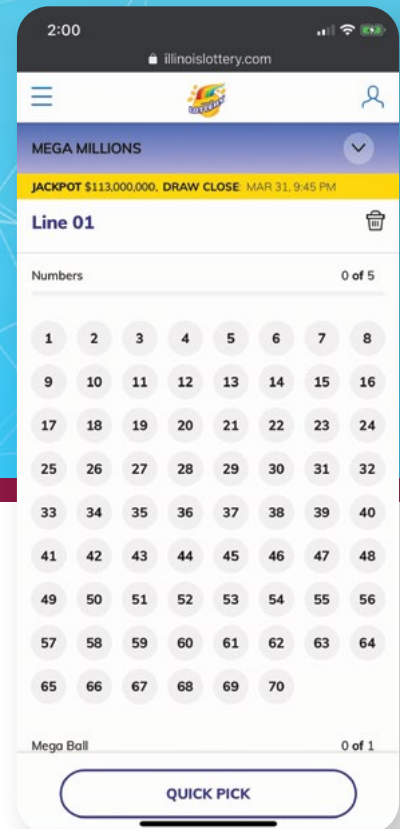 2:00
illinoislottery.com
LOTTERY
MEGA MILLIONS
JACKPOT $113,000,000, DRAW CLOSE: MAR 31, 9:45 PM
Line 01
Numbers 0 of 5
1 2 3 4 5 6 7 8
9 10 11 12 13 14 15 16
17 18 19 20 21 22 23 24
25 26 27 28 29 30 31 32
33 34 35 36 37 38 39 40
41 42 43 44 45 46 47 48
49 50 51 52 53 54 55 56
57 58 59 60 61 62 63 64
65 66 67 68 69 70
Mega Ball 0 of 1
QUICK PICK